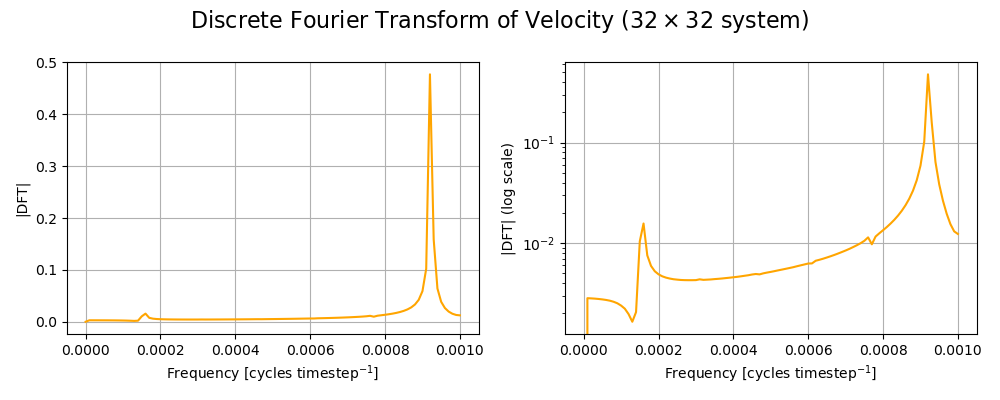 Discrete Fourier Transform of Velocity (32 × 32 system)
|DFT|
0.5
0.4
0.3
0.2
0.1
0.0
0.0000 0.0002 0.0004 0.0006 0.0008 0.0010
Frequency [cycles timestep⁻¹]
|DFT| (log scale)
10⁻¹
10⁻²
0.0000 0.0002 0.0004 0.0006 0.0008 0.0010
Frequency [cycles timestep⁻¹]